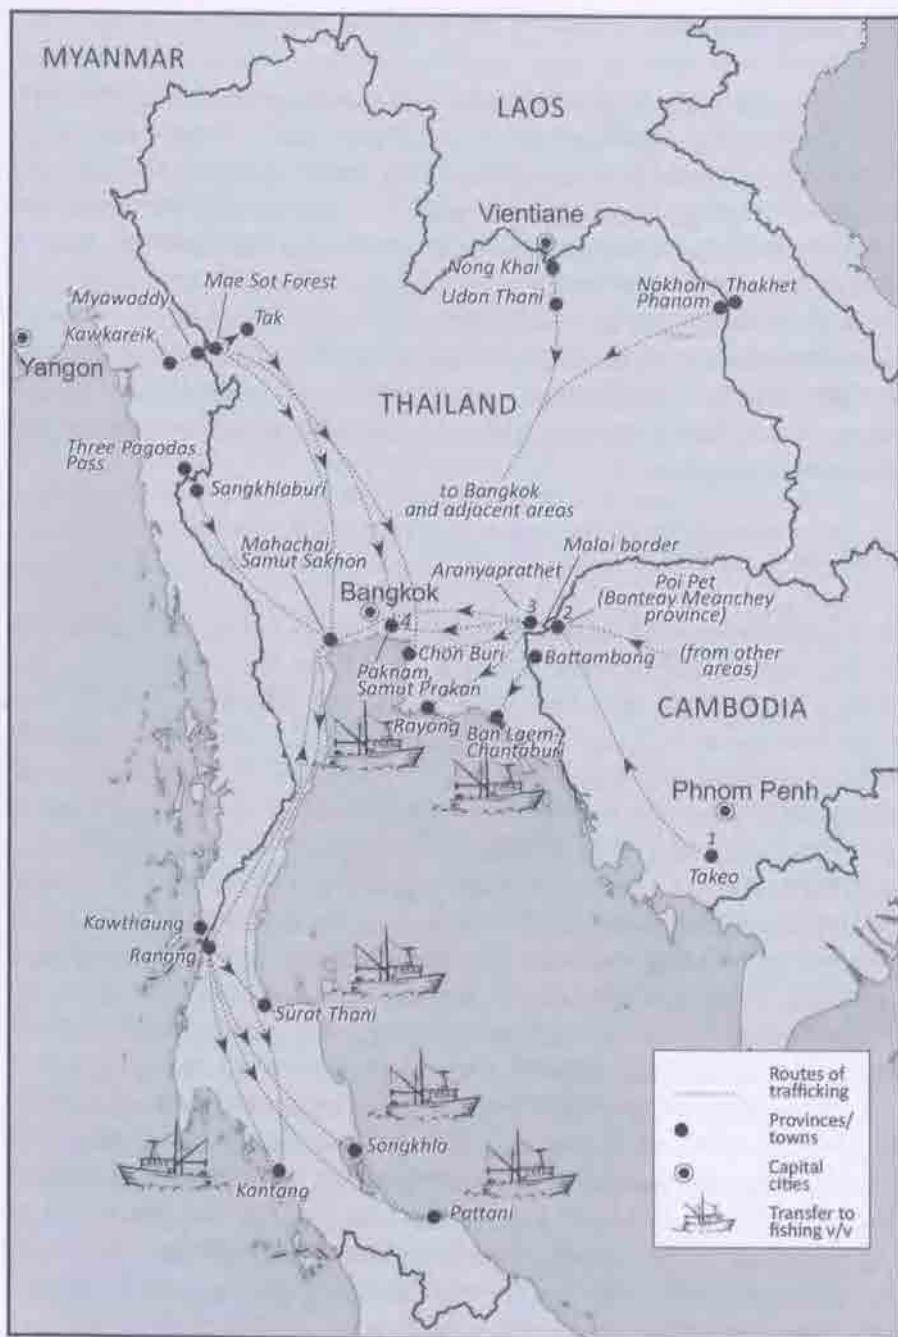 MYANMAR
LAOS
Vientiane
Nong Khai
Udon Thani
Nakhon
Phanom
Thakhet
Mae Sot Forest
Myawaddy
Tak
Kawkareik
Yangon
THAILAND
Three Pagodas
Pass
Sangkhlaburi
to Bangkok
and adjacent areas
Mahachai,
Samut Sakhon
Malai border
Aranyaprathet
Poi Pet
(Banteay Meanchey
province)
Bangkok
3
2
4
Chon Buri
Battambang
(from other
areas)
Paknam,
Samut Prakan
CAMBODIA
Rayong
Ban Laem-
Chantaburi
Phnom Penh
1
Takeo
Kawthaung
Ranong
Surat Thani
Songkhla
Kantang
Pattani
Routes of
trafficking
Provinces/
towns
Capital
cities
Transfer to
fishing v/v